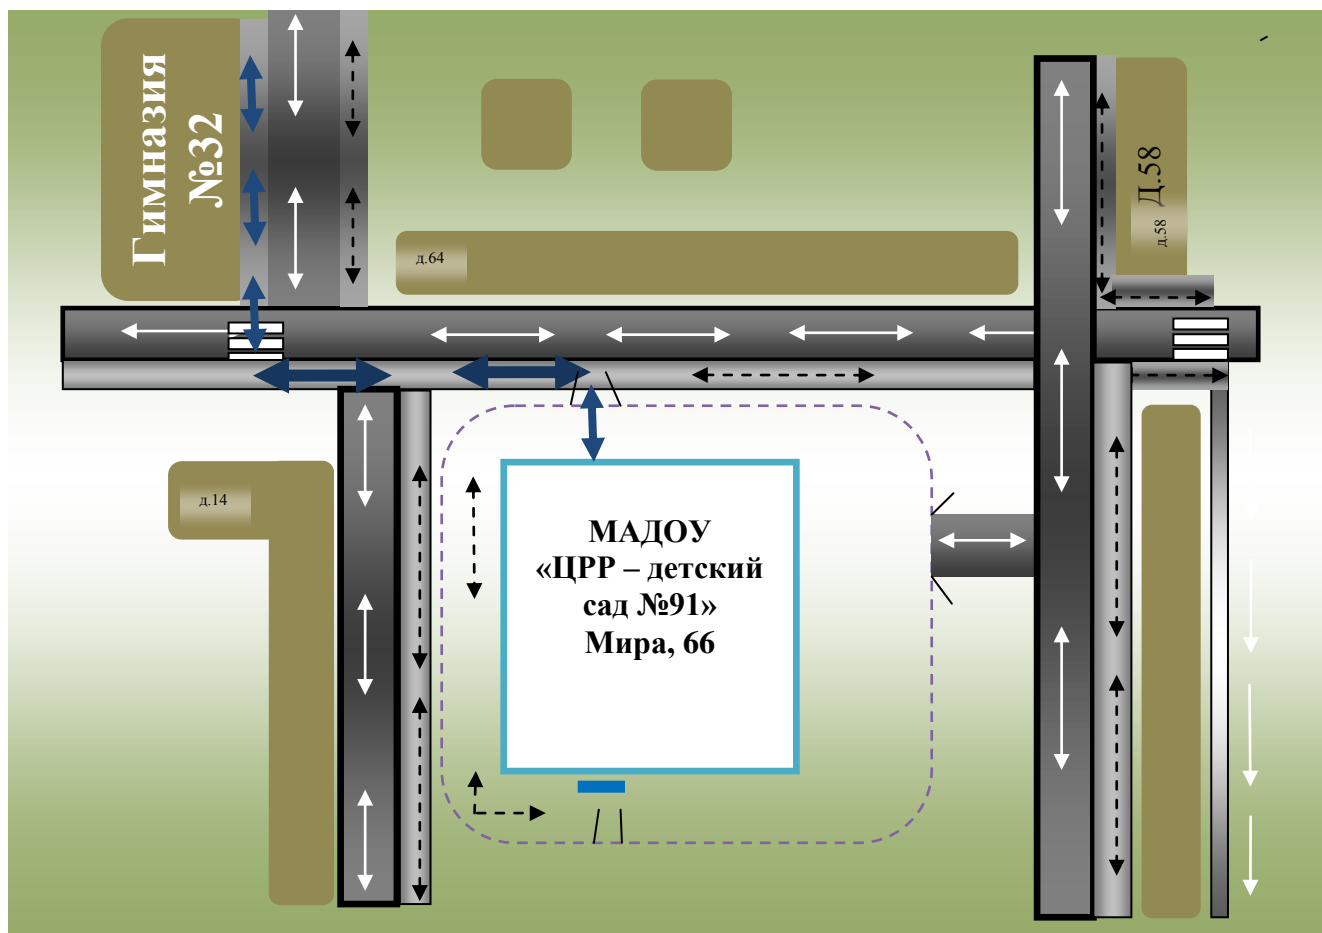 Гимназия
№32
Д.58
д.58
д.64
д.14
МАДОУ
«ЦРР – детский
сад №91»
Мира, 66